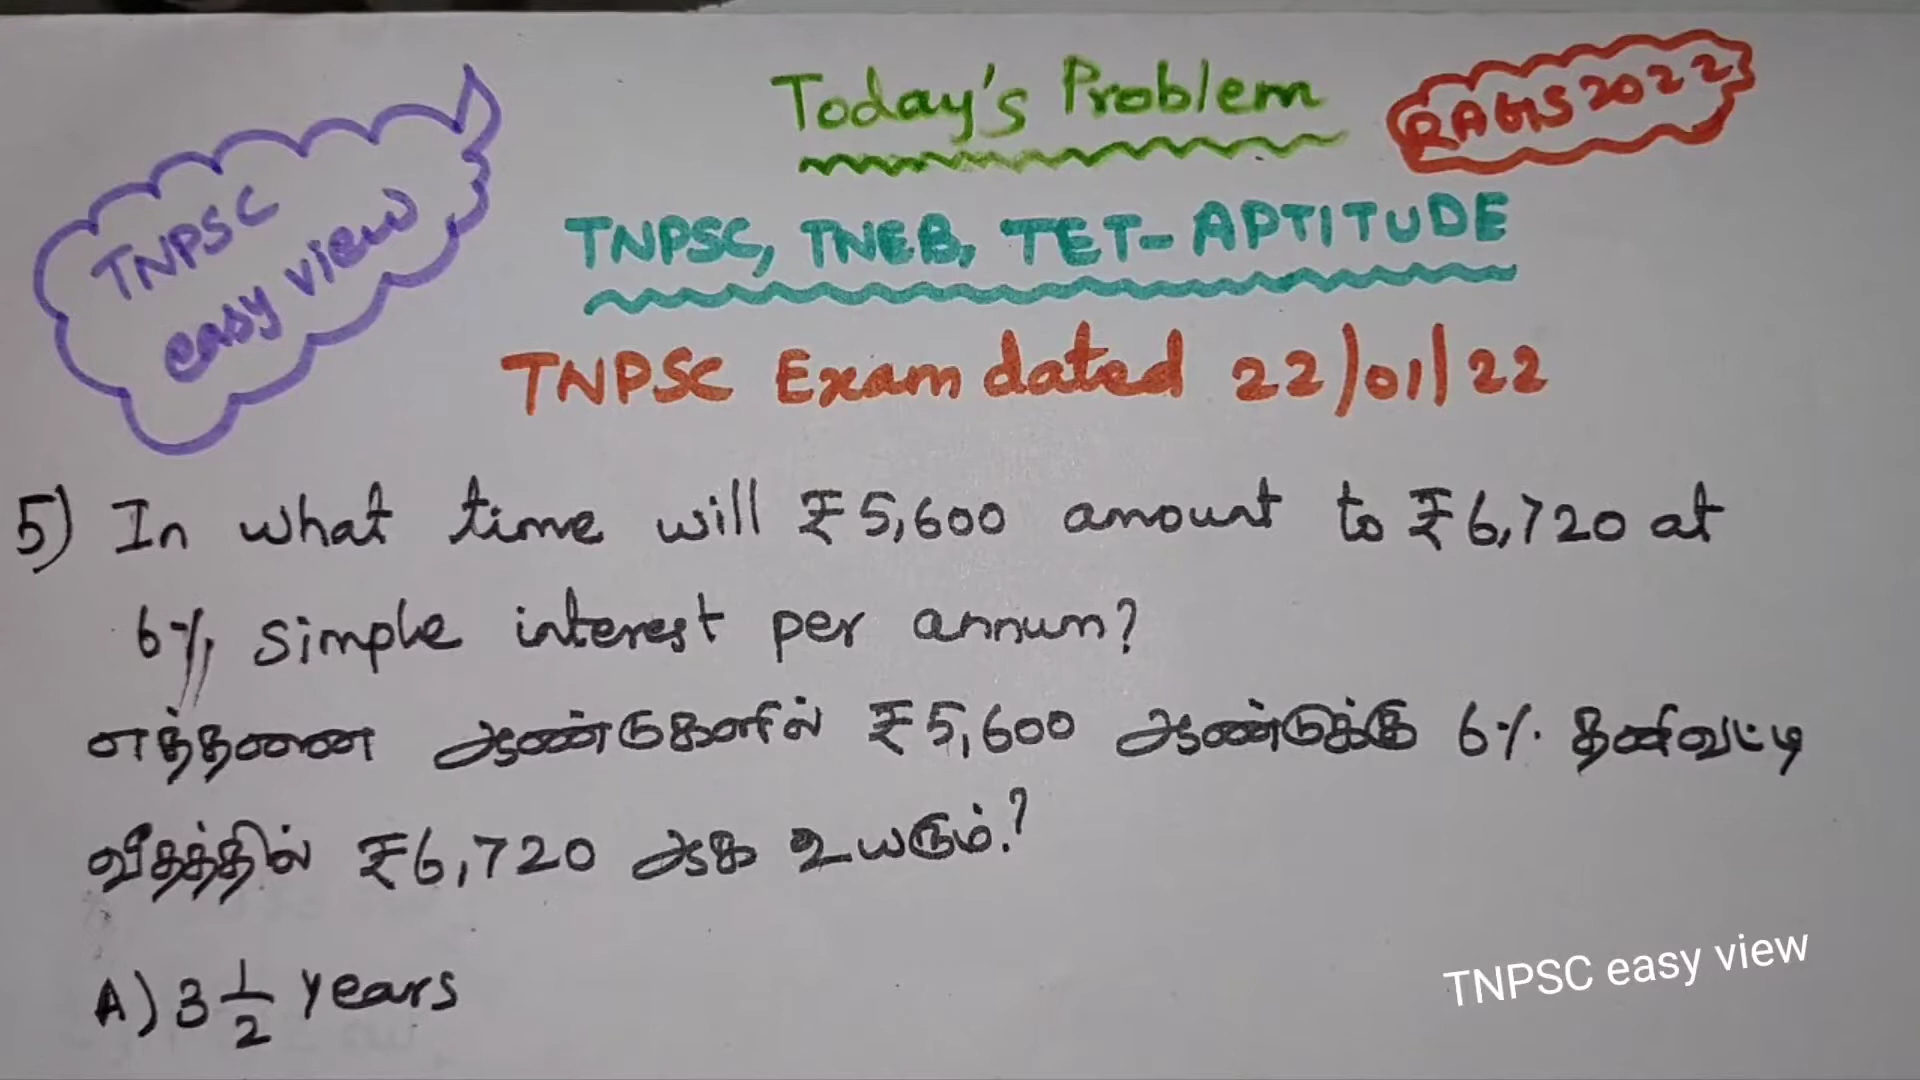 Today's Problem
RAGIS2022
TNPSC
easy view
TNPSC, TNEB, TET-APTITUDE
TNPSC Exam dated 22/01/22
5) In what time will ₹5,600 amount to ₹6,720 at
6% simple interest per annum?
எத்தனை ஆண்டுகளில் ₹5,600 ஆண்டுக்கு 6% தனிவட்டி
வீதத்தில் ₹6,720 ஆக உயரும்?
A) 3 1/2 years
TNPSC easy view